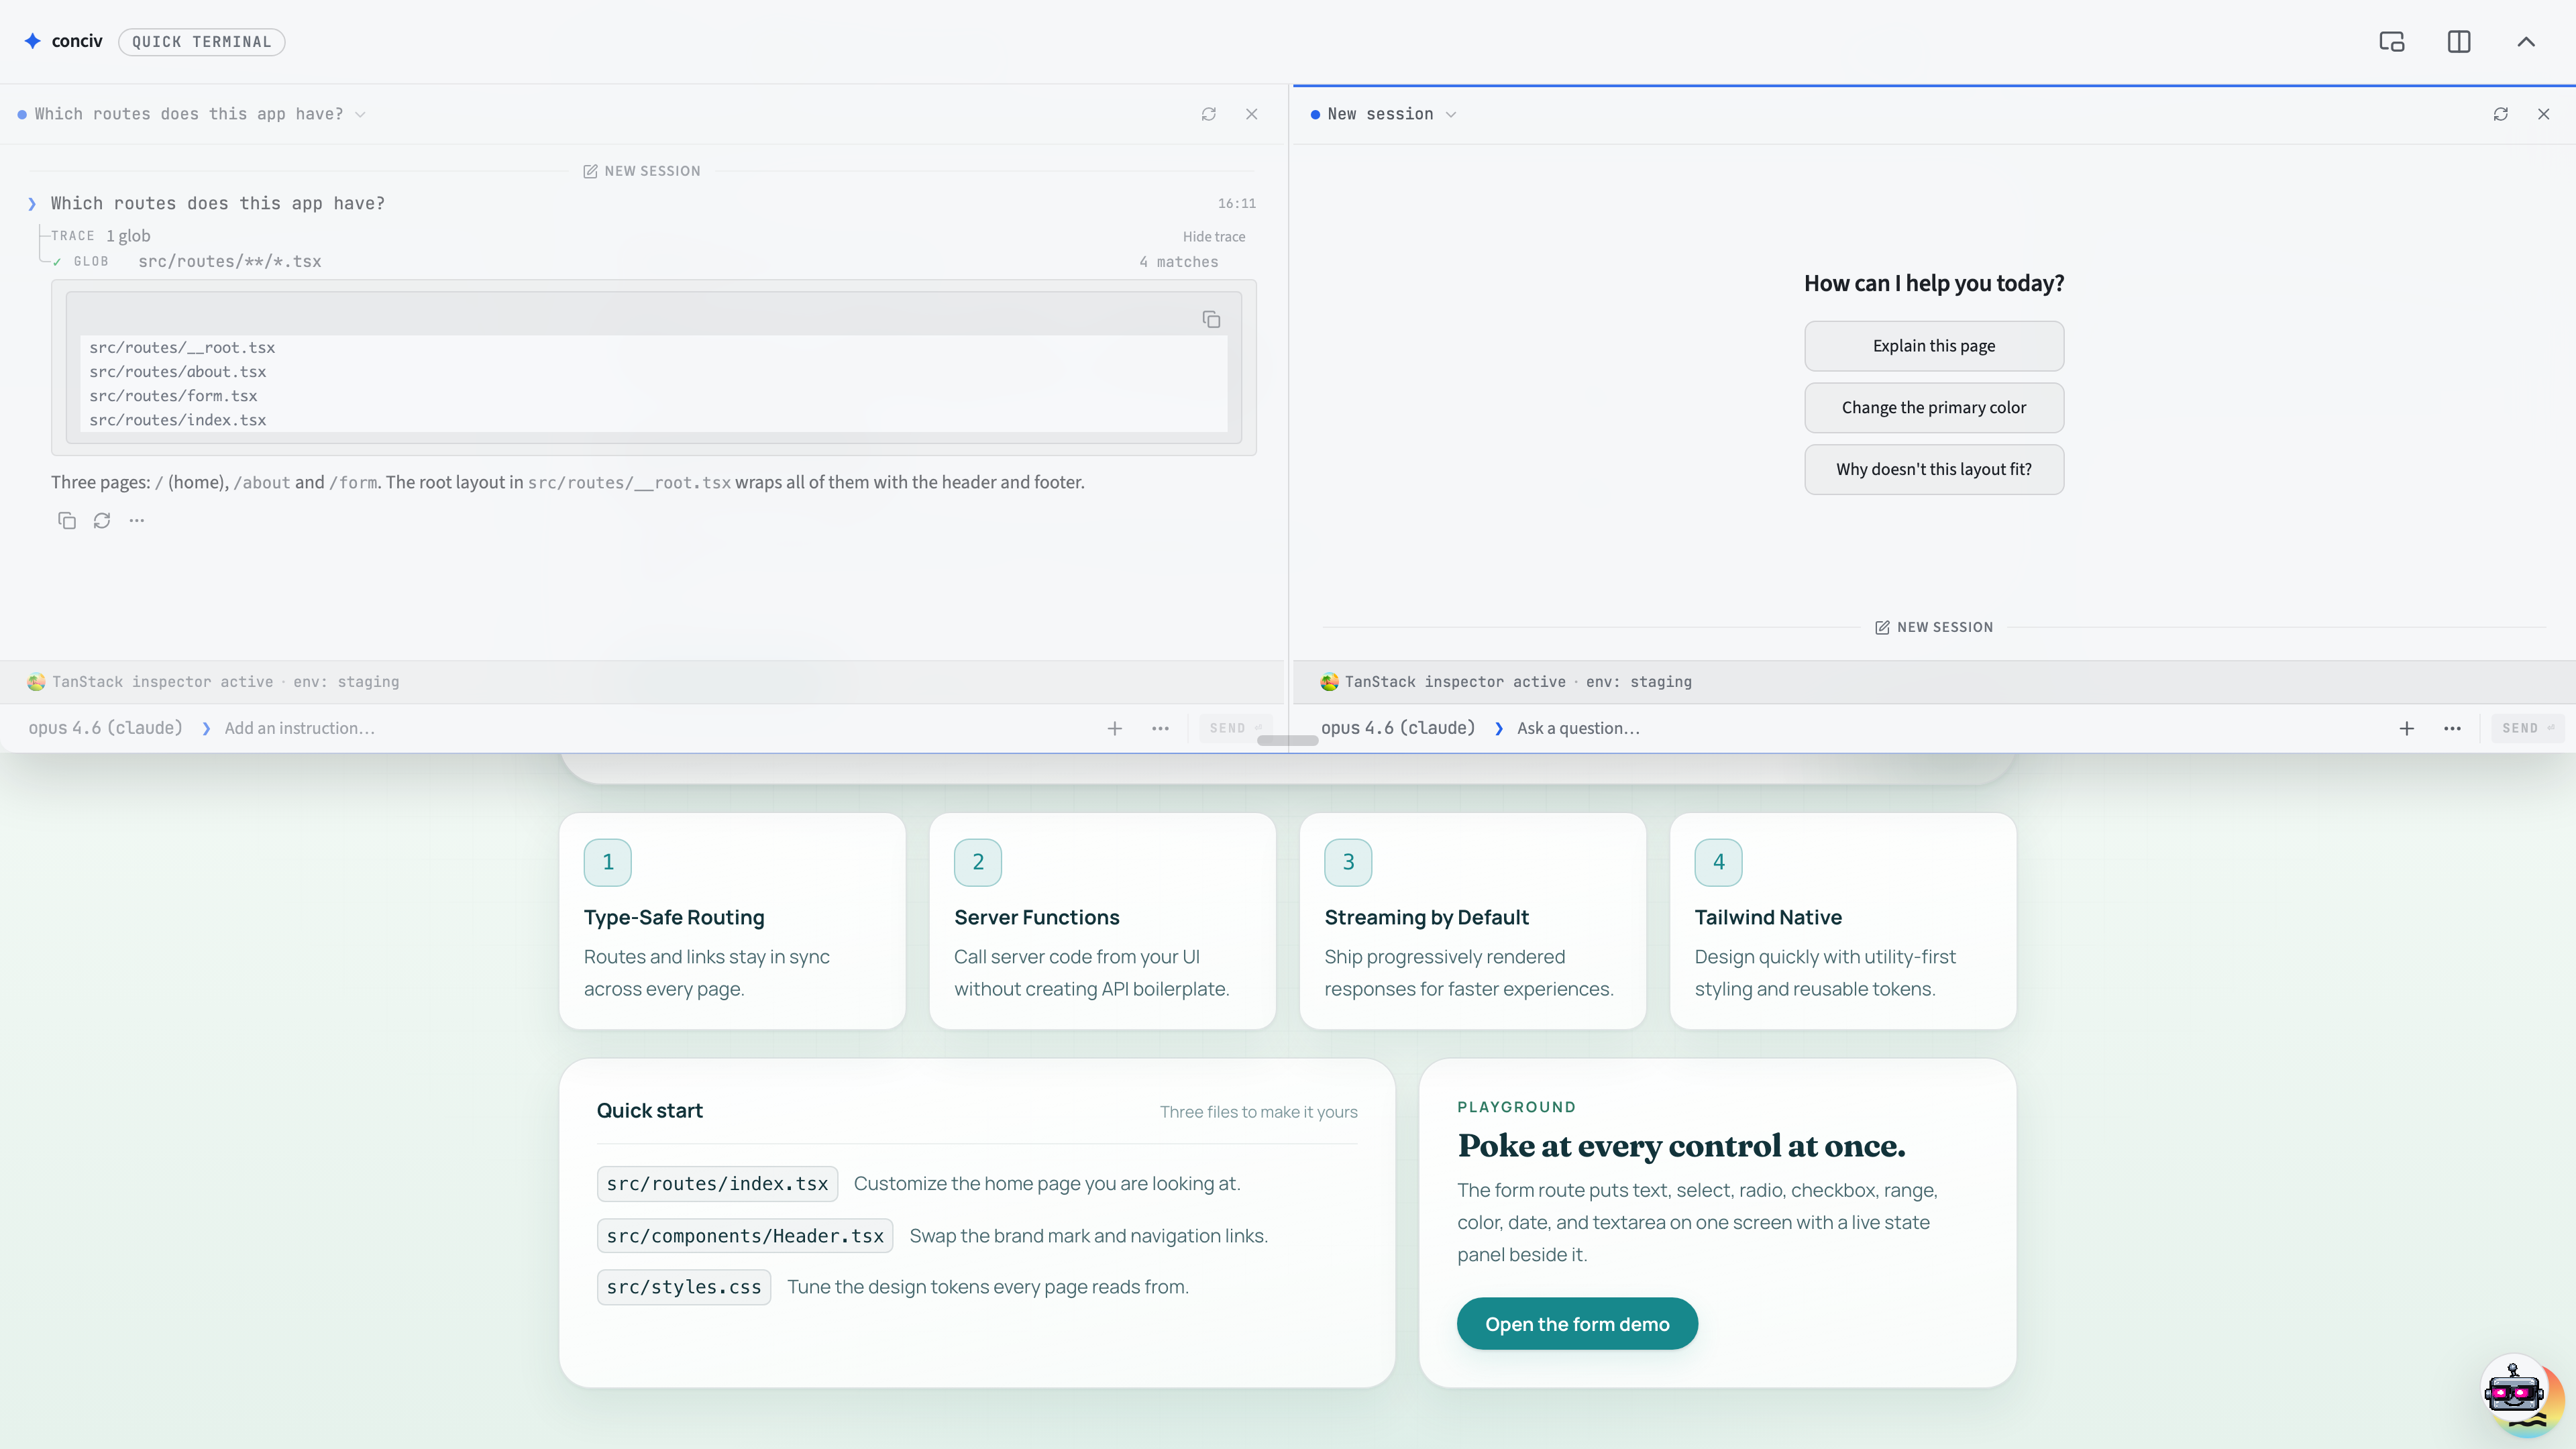 conciv
QUICK TERMINAL
Which routes does this app have?
NEW SESSION
❯ Which routes does this app have?
16:11
TRACE 1 glob
Hide trace
✓ GLOB src/routes/**/*.tsx
4 matches
src/routes/__root.tsx
src/routes/about.tsx
src/routes/form.tsx
src/routes/index.tsx
Three pages: / (home), /about and /form. The root layout in src/routes/__root.tsx wraps all of them with the header and footer.
TanStack inspector active · env: staging
opus 4.6 (claude) ❯ Add an instruction…
SEND ⏎
New session
How can I help you today?
Explain this page
Change the primary color
Why doesn't this layout fit?
NEW SESSION
TanStack inspector active · env: staging
opus 4.6 (claude) ❯ Ask a question…
SEND ⏎
1
Type-Safe Routing
Routes and links stay in sync
across every page.
2
Server Functions
Call server code from your UI
without creating API boilerplate.
3
Streaming by Default
Ship progressively rendered
responses for faster experiences.
4
Tailwind Native
Design quickly with utility-first
styling and reusable tokens.
Quick start
Three files to make it yours
src/routes/index.tsx Customize the home page you are looking at.
src/components/Header.tsx Swap the brand mark and navigation links.
src/styles.css Tune the design tokens every page reads from.
PLAYGROUND
Poke at every control at once.
The form route puts text, select, radio, checkbox, range,
color, date, and textarea on one screen with a live state
panel beside it.
Open the form demo